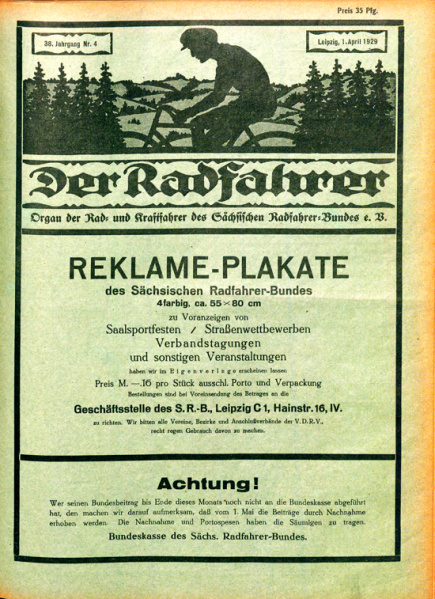 Preis 35 Pfg.
30. Jahrgang Nr. 4
Leipzig, 1. April 1929
Der Radfahrer
Organ der Rad- und Kraftfahrer des Sächsischen Radfahrer-Bundes e. V.
REKLAME-PLAKATE
des Sächsischen Radfahrer-Bundes
4farbig, ca. 55×80 cm
zu Voranzeigen von
Saalsportfesten / Straßenwettbewerben
Verbandstagungen
und sonstigen Veranstaltungen
haben wir im Eigenverlage erscheinen lassen
Preis M. —.16 pro Stück ausschl. Porto und Verpackung
Bestellungen sind bei Voreinsendung des Betrages an die
Geschäftsstelle des S. R.-B., Leipzig C 1, Hainstr. 16, IV.
zu richten. Wir bitten alle Vereine, Bezirks und Anschlußverbände der V. D. R. V.,
recht regen Gebrauch davon zu machen.
Achtung!
Wer seinen Bundesbeitrag bis Ende dieses Monats noch nicht an die Bundeskasse abgeführt
hat, den machen wir darauf aufmerksam, daß vom 1. Mai die Beiträge durch Nachnahme
erhoben werden. Die Nachnahme und Portospesen haben die Säumigen zu tragen.
Bundeskasse des Sächs. Radfahrer-Bundes.